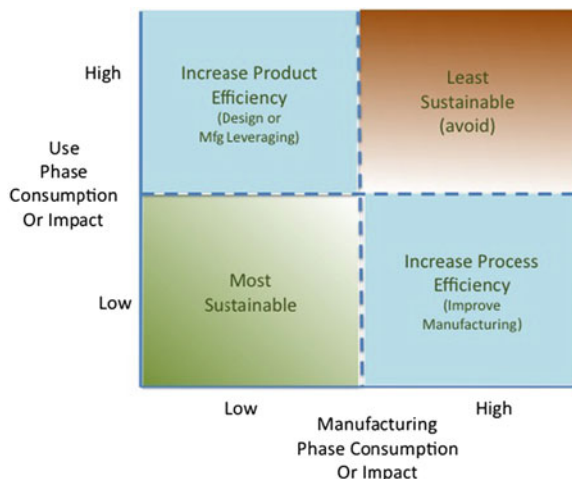 High
Use
Phase
Consumption
Or Impact
Low
Increase Product
Efficiency
(Design or
Mfg Leveraging)
Least
Sustainable
(avoid)
Most
Sustainable
Increase Process
Efficiency
(Improve
Manufacturing)
Low
High
Manufacturing
Phase Consumption
Or Impact